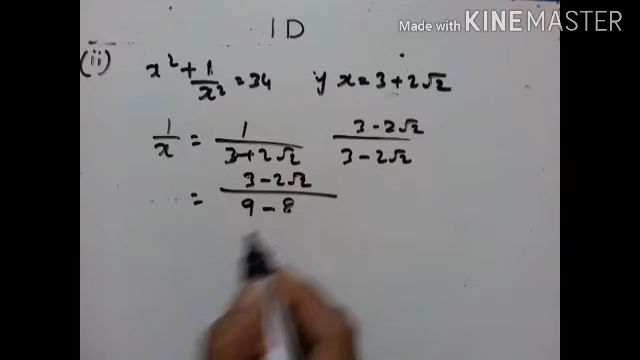 Made with KINEMASTER
1D
(ii) x² + 1/x² = 34 if x = 3 + 2√2
1/x = 1/(3+2√2) (3-2√2)/(3-2√2)
= (3-2√2)/(9-8)